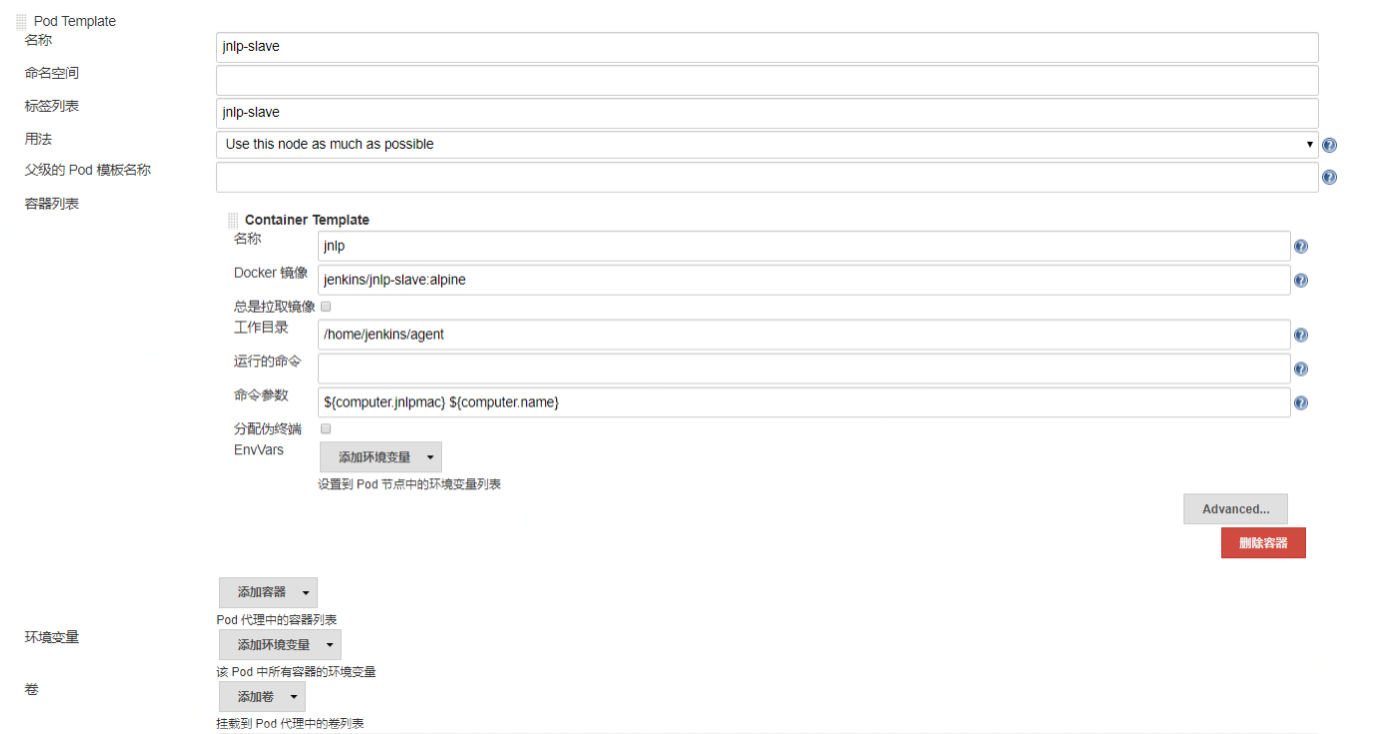 Pod Template
名称
jnlp-slave
命名空间
标签列表
jnlp-slave
用法
Use this node as much as possible
父级的 Pod 模板名称
容器列表
Container Template
名称
jnlp
Docker 镜像
jenkins/jnlp-slave:alpine
总是拉取镜像
工作目录
/home/jenkins/agent
运行的命令
命令参数
${computer.jnlpmac} ${computer.name}
分配伪终端
EnvVars
添加环境变量
设置到 Pod 节点中的环境变量列表
Advanced...
删除容器
添加容器
Pod 代理中的容器列表
环境变量
添加环境变量
该 Pod 中所有容器的环境变量
卷
添加卷
挂载到 Pod 代理中的卷列表